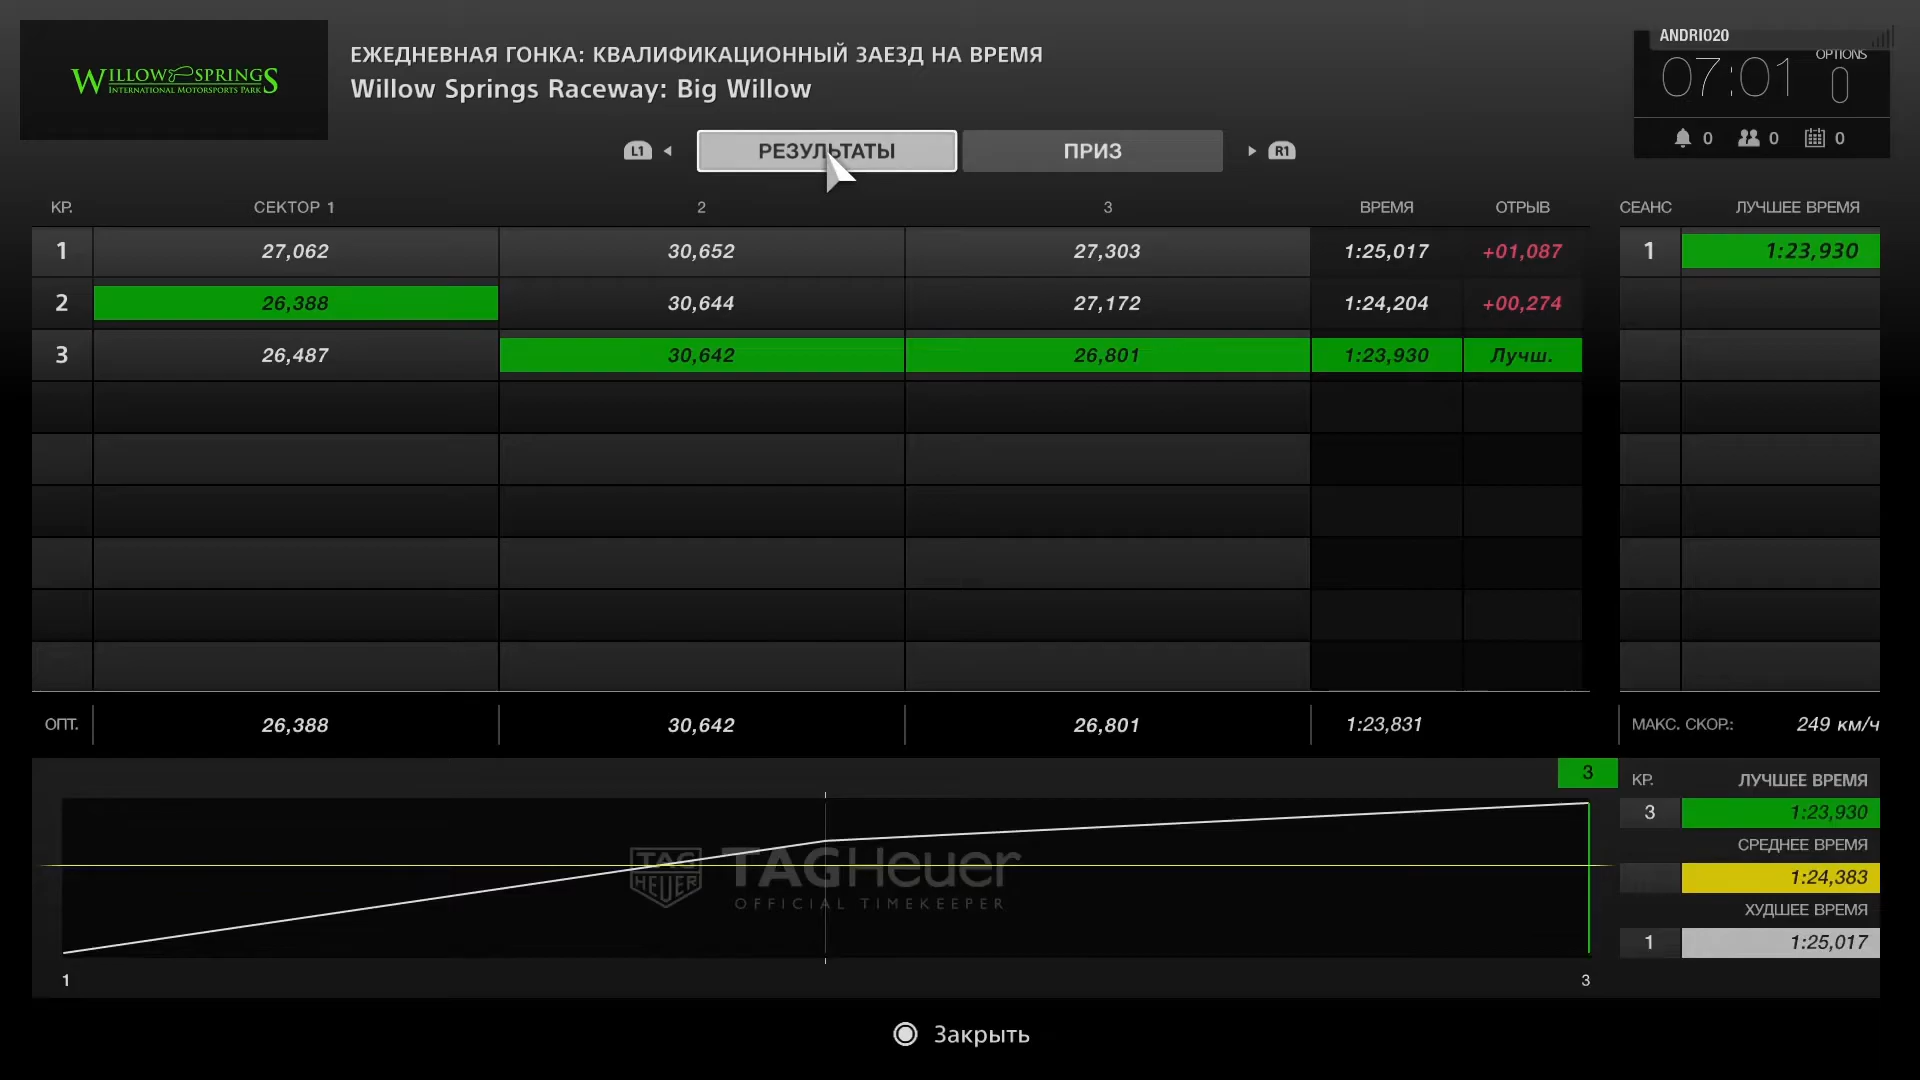 WILLOW SPRINGS
INTERNATIONAL MOTORSPORTS PARK
ЕЖЕДНЕВНАЯ ГОНКА: КВАЛИФИКАЦИОННЫЙ ЗАЕЗД НА ВРЕМЯ
Willow Springs Raceway: Big Willow
ANDRIO20
07:01
OPTIONS
0 0 0
L1 РЕЗУЛЬТАТЫ ПРИЗ R1
КР. СЕКТОР 1 2 3 ВРЕМЯ ОТРЫВ СЕАНС ЛУЧШЕЕ ВРЕМЯ
1 27,062 30,652 27,303 1:25,017 +01,087 1 1:23,930
2 26,388 30,644 27,172 1:24,204 +00,274
3 26,487 30,642 26,801 1:23,930 Лучш.
ОПТ. 26,388 30,642 26,801 1:23,831 МАКС. СКОР.: 249 км/ч
3 КР. ЛУЧШЕЕ ВРЕМЯ
3 1:23,930
СРЕДНЕЕ ВРЕМЯ
1:24,383
ХУДШЕЕ ВРЕМЯ
1 1:25,017
TAG HEUER TAGHeuer
OFFICIAL TIMEKEEPER
1 3
Закрыть